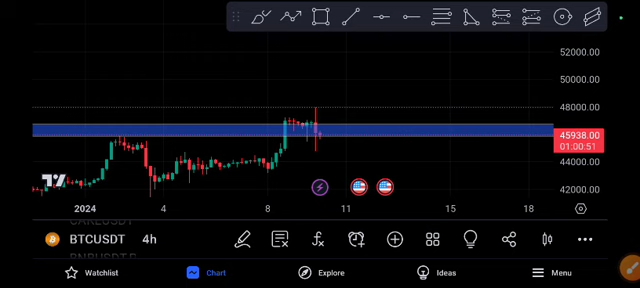 52000.00
50000.00
48000.00
45938.00
01:00:51
44000.00
42000.00
2024 4 8 11 15 18
BTCUSDT 4h
Watchlist Chart Explore Ideas Menu